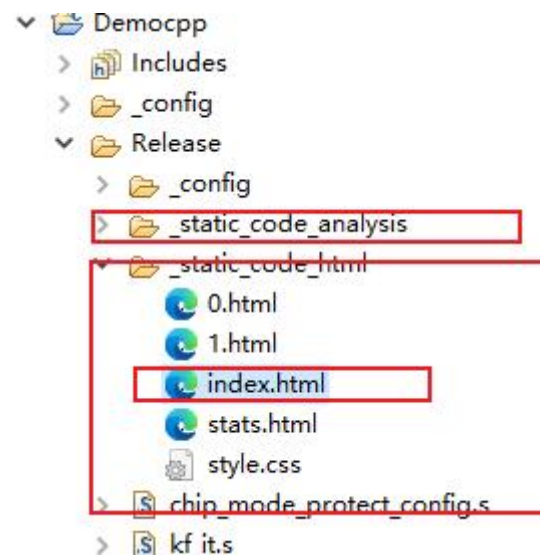 Democpp
Includes
_config
Release
_config
_static_code_analysis
_static_code_html
0.html
1.html
index.html
stats.html
style.css
chip_mode_protect_config.s
kf it.s